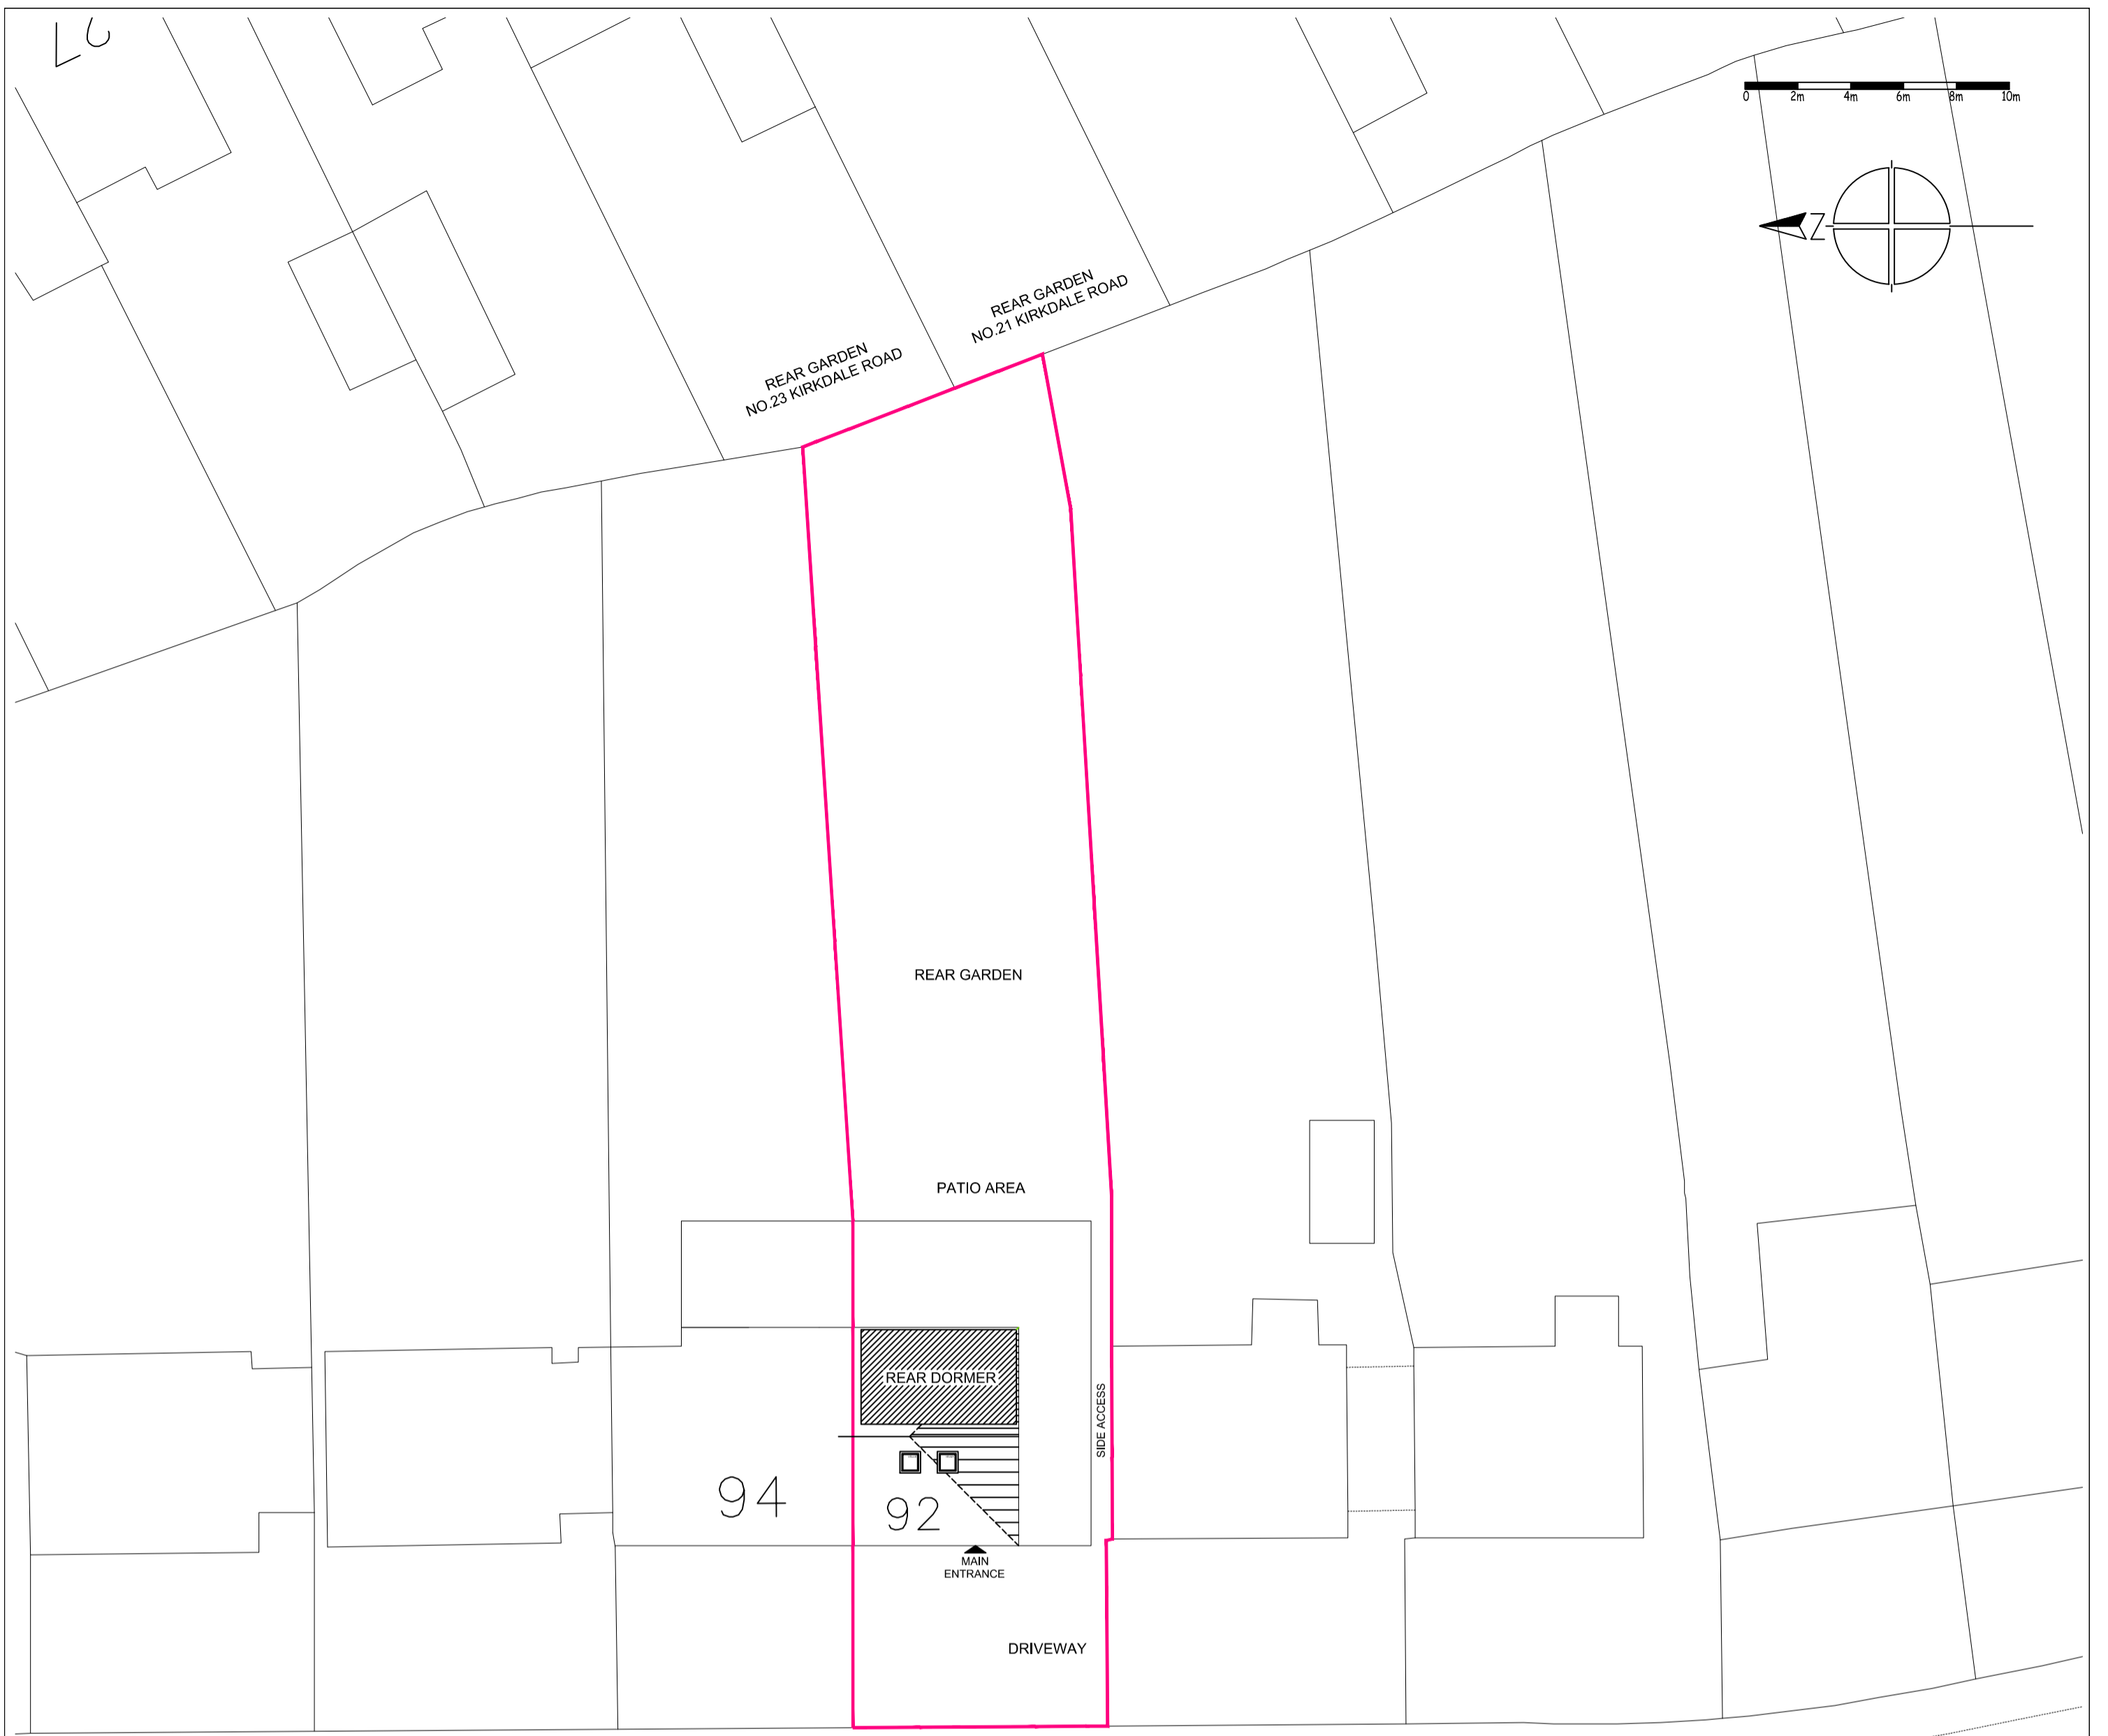 27
0 2m 4m 6m 8m 10m
N
REAR GARDEN
NO.21 KIRKDALE ROAD
REAR GARDEN
NO.23 KIRKDALE ROAD
REAR GARDEN
PATIO AREA
REAR DORMER
SIDE ACCESS
94
92
MAIN
ENTRANCE
DRIVEWAY